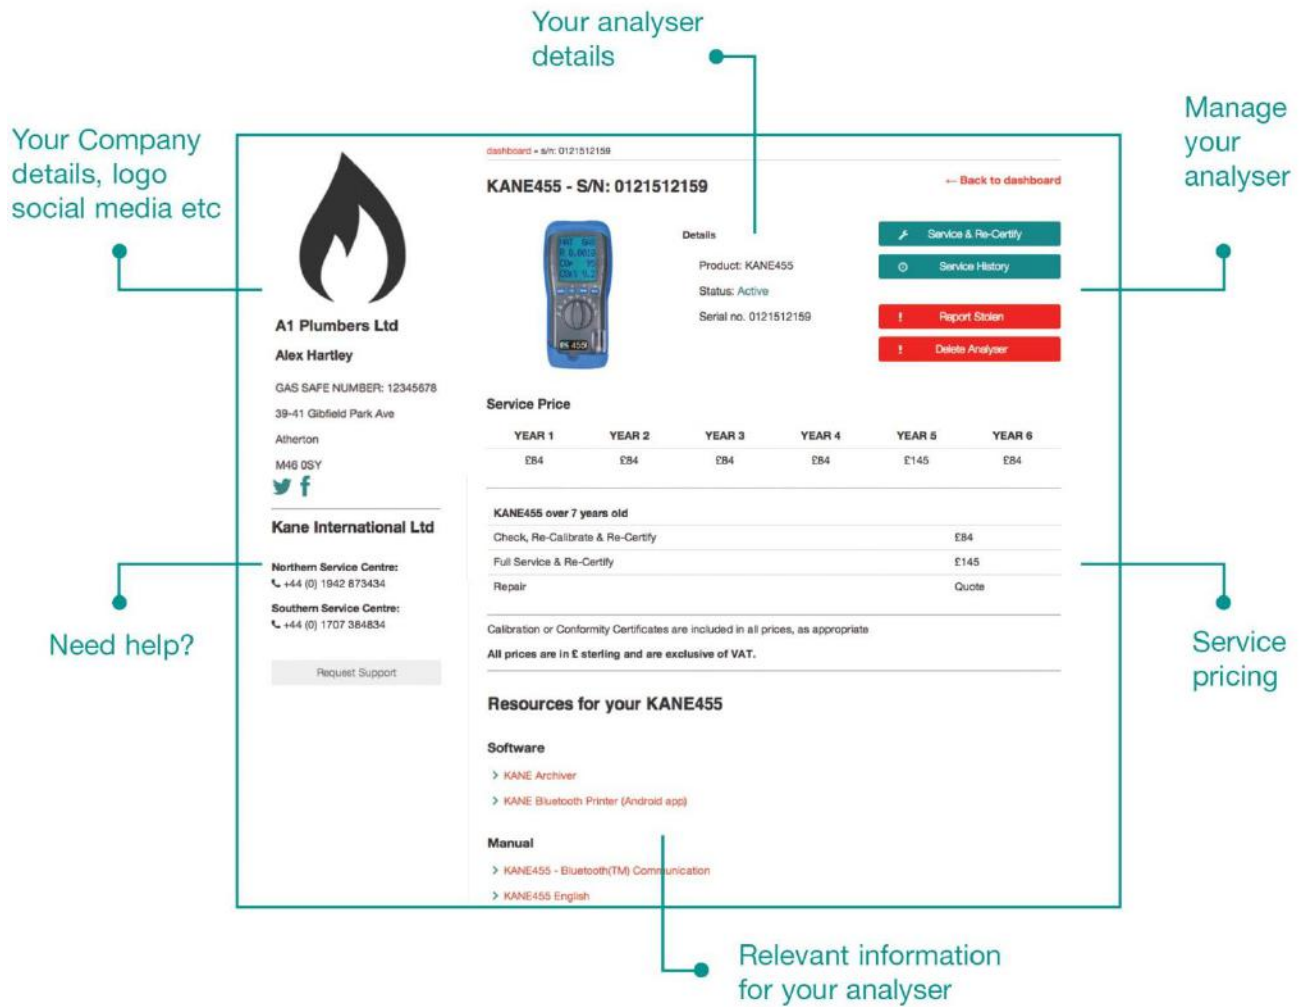 Your analyser
details
Manage
your
analyser
Your Company
details, logo
social media etc
dashboard » s/n: 0121512159
KANE455 - S/N: 0121512159
← Back to dashboard
Details
Product: KANE455
Status: Active
Serial no. 0121512159
Service & Re-Certify
Service History
! Report Stolen
! Delete Analyser
A1 Plumbers Ltd
Alex Hartley
GAS SAFE NUMBER: 12345678
39-41 Gibfield Park Ave
Atherton
M46 0SY
Kane International Ltd
Northern Service Centre:
+44 (0) 1942 873434
Southern Service Centre:
+44 (0) 1707 384834
Request Support
Need help?
Service Price
YEAR 1 YEAR 2 YEAR 3 YEAR 4 YEAR 5 YEAR 6
£84 £84 £84 £84 £145 £84
KANE455 over 7 years old
Check, Re-Calibrate & Re-Certify £84
Full Service & Re-Certify £145
Repair Quote
Calibration or Conformity Certificates are included in all prices, as appropriate
All prices are in £ sterling and are exclusive of VAT.
Service
pricing
Resources for your KANE455
Software
> KANE Archiver
> KANE Bluetooth Printer (Android app)
Manual
> KANE455 - Bluetooth(TM) Communication
> KANE455 English
Relevant information
for your analyser